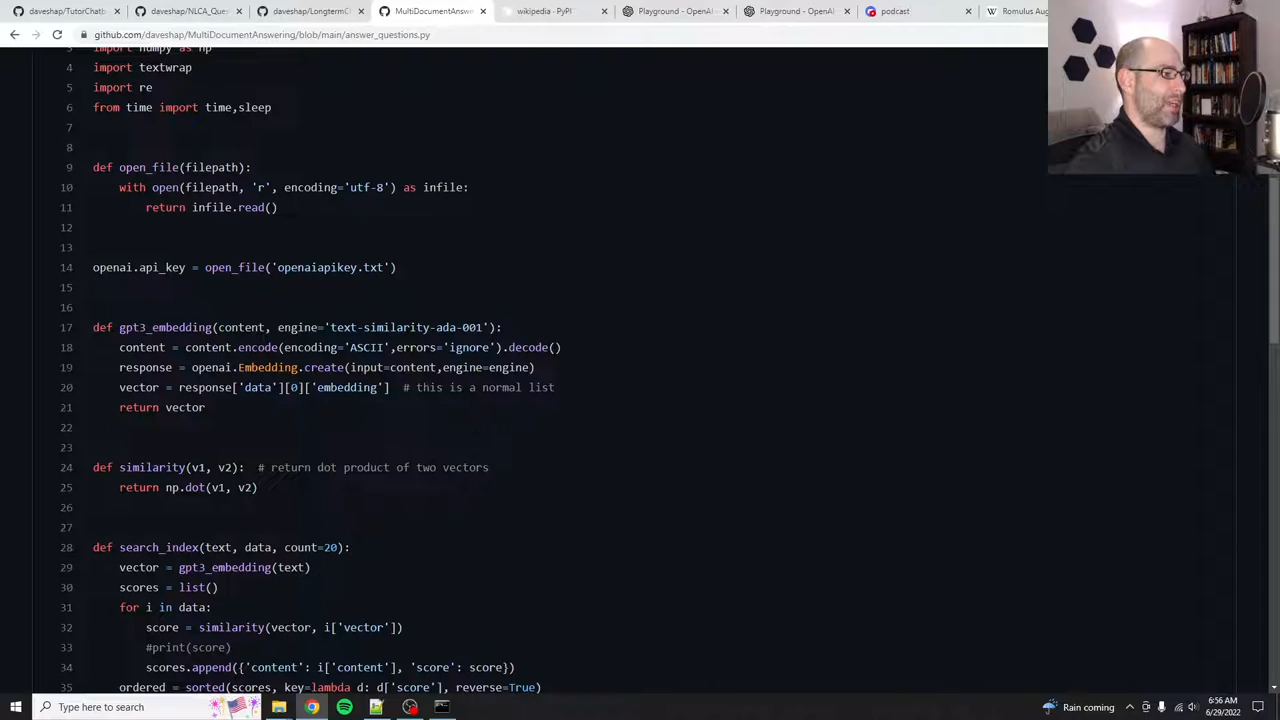 daveshap/TutorChatb
daveshap/NLCA_Ques
daveshap/LongtermC
MultiDocumentAnswe
wikipedia · PyPI
Playground - OpenAI
Playground - OpenAI
podcast
Romulus Aug
github.com/daveshap/MultiDocumentAnswering/blob/main/answer_questions.py
3 import numpy as np
4 import textwrap
5 import re
6 from time import time,sleep
7
8
9 def open_file(filepath):
10 with open(filepath, 'r', encoding='utf-8') as infile:
11 return infile.read()
12
13
14 openai.api_key = open_file('openaiapikey.txt')
15
16
17 def gpt3_embedding(content, engine='text-similarity-ada-001'):
18 content = content.encode(encoding='ASCII',errors='ignore').decode()
19 response = openai.Embedding.create(input=content,engine=engine)
20 vector = response['data'][0]['embedding'] # this is a normal list
21 return vector
22
23
24 def similarity(v1, v2): # return dot product of two vectors
25 return np.dot(v1, v2)
26
27
28 def search_index(text, data, count=20):
29 vector = gpt3_embedding(text)
30 scores = list()
31 for i in data:
32 score = similarity(vector, i['vector'])
33 #print(score)
34 scores.append({'content': i['content'], 'score': score})
35 ordered = sorted(scores, key=lambda d: d['score'], reverse=True)
Type here to search
Rain coming
6:56 AM
6/29/2022